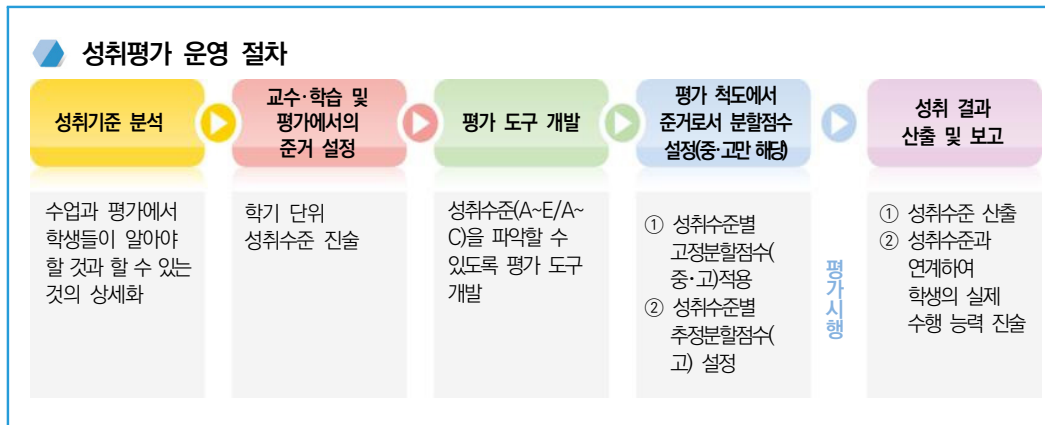 성취평가 운영 절차
성취기준 분석
교수·학습 및
평가에서의
준거 설정
평가 도구 개발
평가 척도에서
준거로서 분할점수
설정(중·고만 해당)
성취 결과
산출 및 보고
수업과 평가에서
학생들이 알아야
할 것과 할 수 있는
것의 상세화
학기 단위
성취수준 진술
성취수준(A~E/A~
C)을 파악할 수
있도록 평가 도구
개발
① 성취수준별
고정분할점수(
중·고)적용
② 성취수준별
추정분할점수(
고) 설정
평가시행
① 성취수준 산출
② 성취수준과
연계하여
학생의 실제
수행 능력 진술